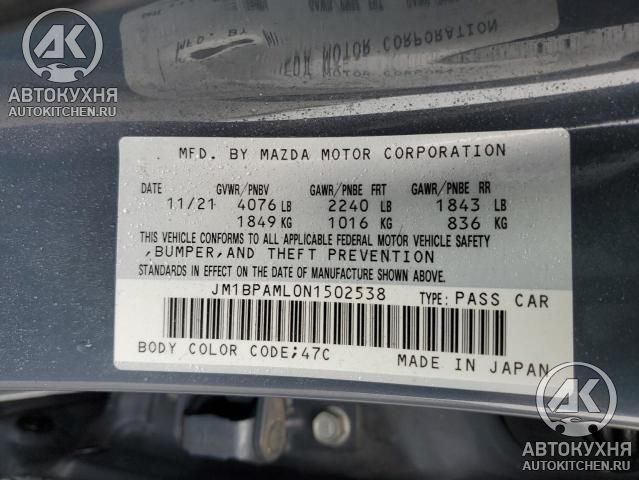 АВТОКУХНЯ
AUTOKITCHEN.RU
MOTOR CORPORATION
MFD. BY MAZDA MOTOR CORPORATION
DATE GVWR/PNBV GAWR/PNBE FRT GAWR/PNBE RR
11/21 4076 LB 2240 LB 1843 LB
1849 KG 1016 KG 836 KG
THIS VEHICLE CONFORMS TO ALL APPLICABLE FEDERAL MOTOR VEHICLE SAFETY
,BUMPER,AND THEFT PREVENTION
STANDARDS IN EFFECT ON THE DATE OF MANUFACTURE SHOWN ABOVE.
JM1BPAML0N1502538 TYPE: PASS CAR
BODY COLOR CODE;47C MADE IN JAPAN
АВТОКУХНЯ
AUTOKITCHEN.RU